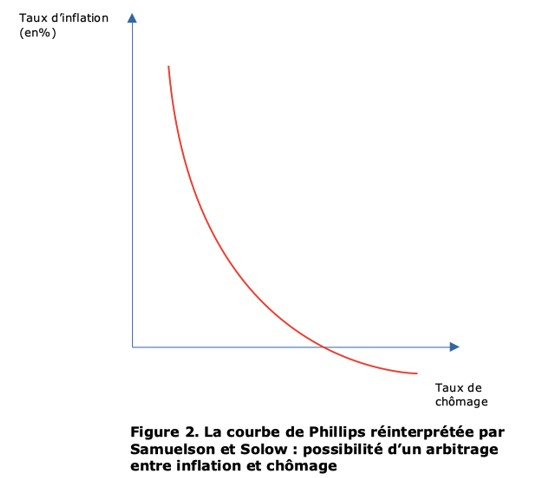 Taux d'inflation
(en%)
Taux de
chômage
Figure 2. La courbe de Phillips réinterprétée par
Samuelson et Solow : possibilité d'un arbitrage
entre inflation et chômage